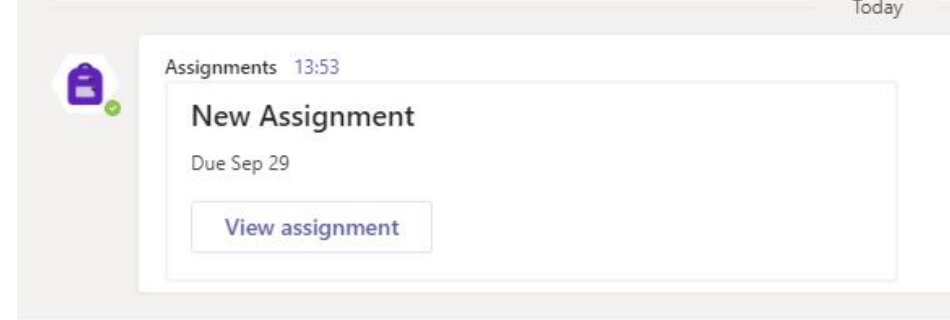 Today
Assignments 13:53
New Assignment
Due Sep 29
View assignment